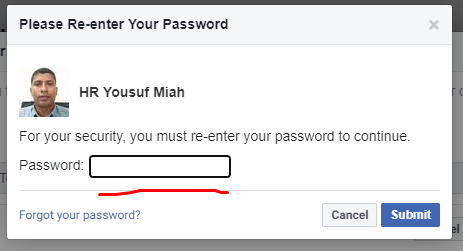 Please Re-enter Your Password
HR Yousuf Miah
For your security, you must re-enter your password to continue.
Password:
Forgot your password?
Cancel
Submit